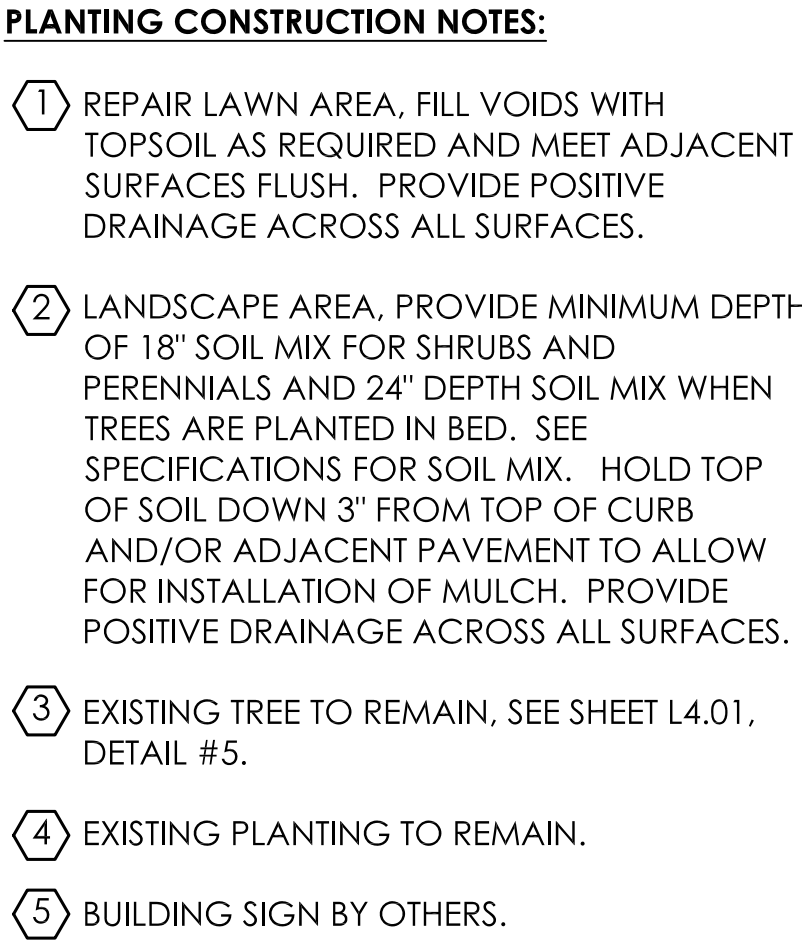 PLANTING CONSTRUCTION NOTES:
1 REPAIR LAWN AREA, FILL VOIDS WITH
TOPSOIL AS REQUIRED AND MEET ADJACENT
SURFACES FLUSH. PROVIDE POSITIVE
DRAINAGE ACROSS ALL SURFACES.
2 LANDSCAPE AREA, PROVIDE MINIMUM DEPTH
OF 18" SOIL MIX FOR SHRUBS AND
PERENNIALS AND 24" DEPTH SOIL MIX WHEN
TREES ARE PLANTED IN BED. SEE
SPECIFICATIONS FOR SOIL MIX. HOLD TOP
OF SOIL DOWN 3" FROM TOP OF CURB
AND/OR ADJACENT PAVEMENT TO ALLOW
FOR INSTALLATION OF MULCH. PROVIDE
POSITIVE DRAINAGE ACROSS ALL SURFACES.
3 EXISTING TREE TO REMAIN, SEE SHEET L4.01,
DETAIL #5.
4 EXISTING PLANTING TO REMAIN.
5 BUILDING SIGN BY OTHERS.